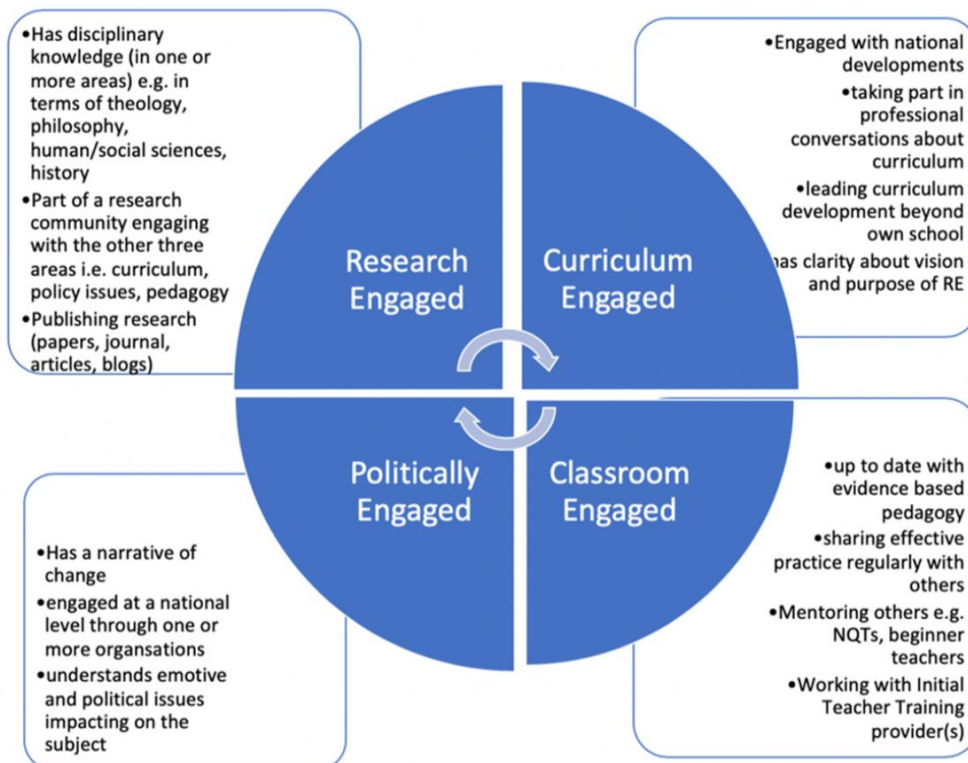 •Has disciplinary
knowledge (in one or
more areas) e.g. in
terms of theology,
philosophy,
human/social sciences,
history
•Part of a research
community engaging
with the other three
areas i.e. curriculum,
policy issues, pedagogy
•Publishing research
(papers, journal,
articles, blogs)
•Engaged with national
developments
•taking part in
professional
conversations about
curriculum
•leading curriculum
development beyond
own school
has clarity about vision
and purpose of RE
Research
Engaged
Curriculum
Engaged
Politically
Engaged
Classroom
Engaged
•Has a narrative of
change
•engaged at a national
level through one or
more organsations
•understands emotive
and political issues
impacting on the
subject
•up to date with
evidence based
pedagogy
•sharing effective
practice regularly with
others
•Mentoring others e.g.
NQTs, beginner
teachers
•Working with Initial
Teacher Training
provider(s)